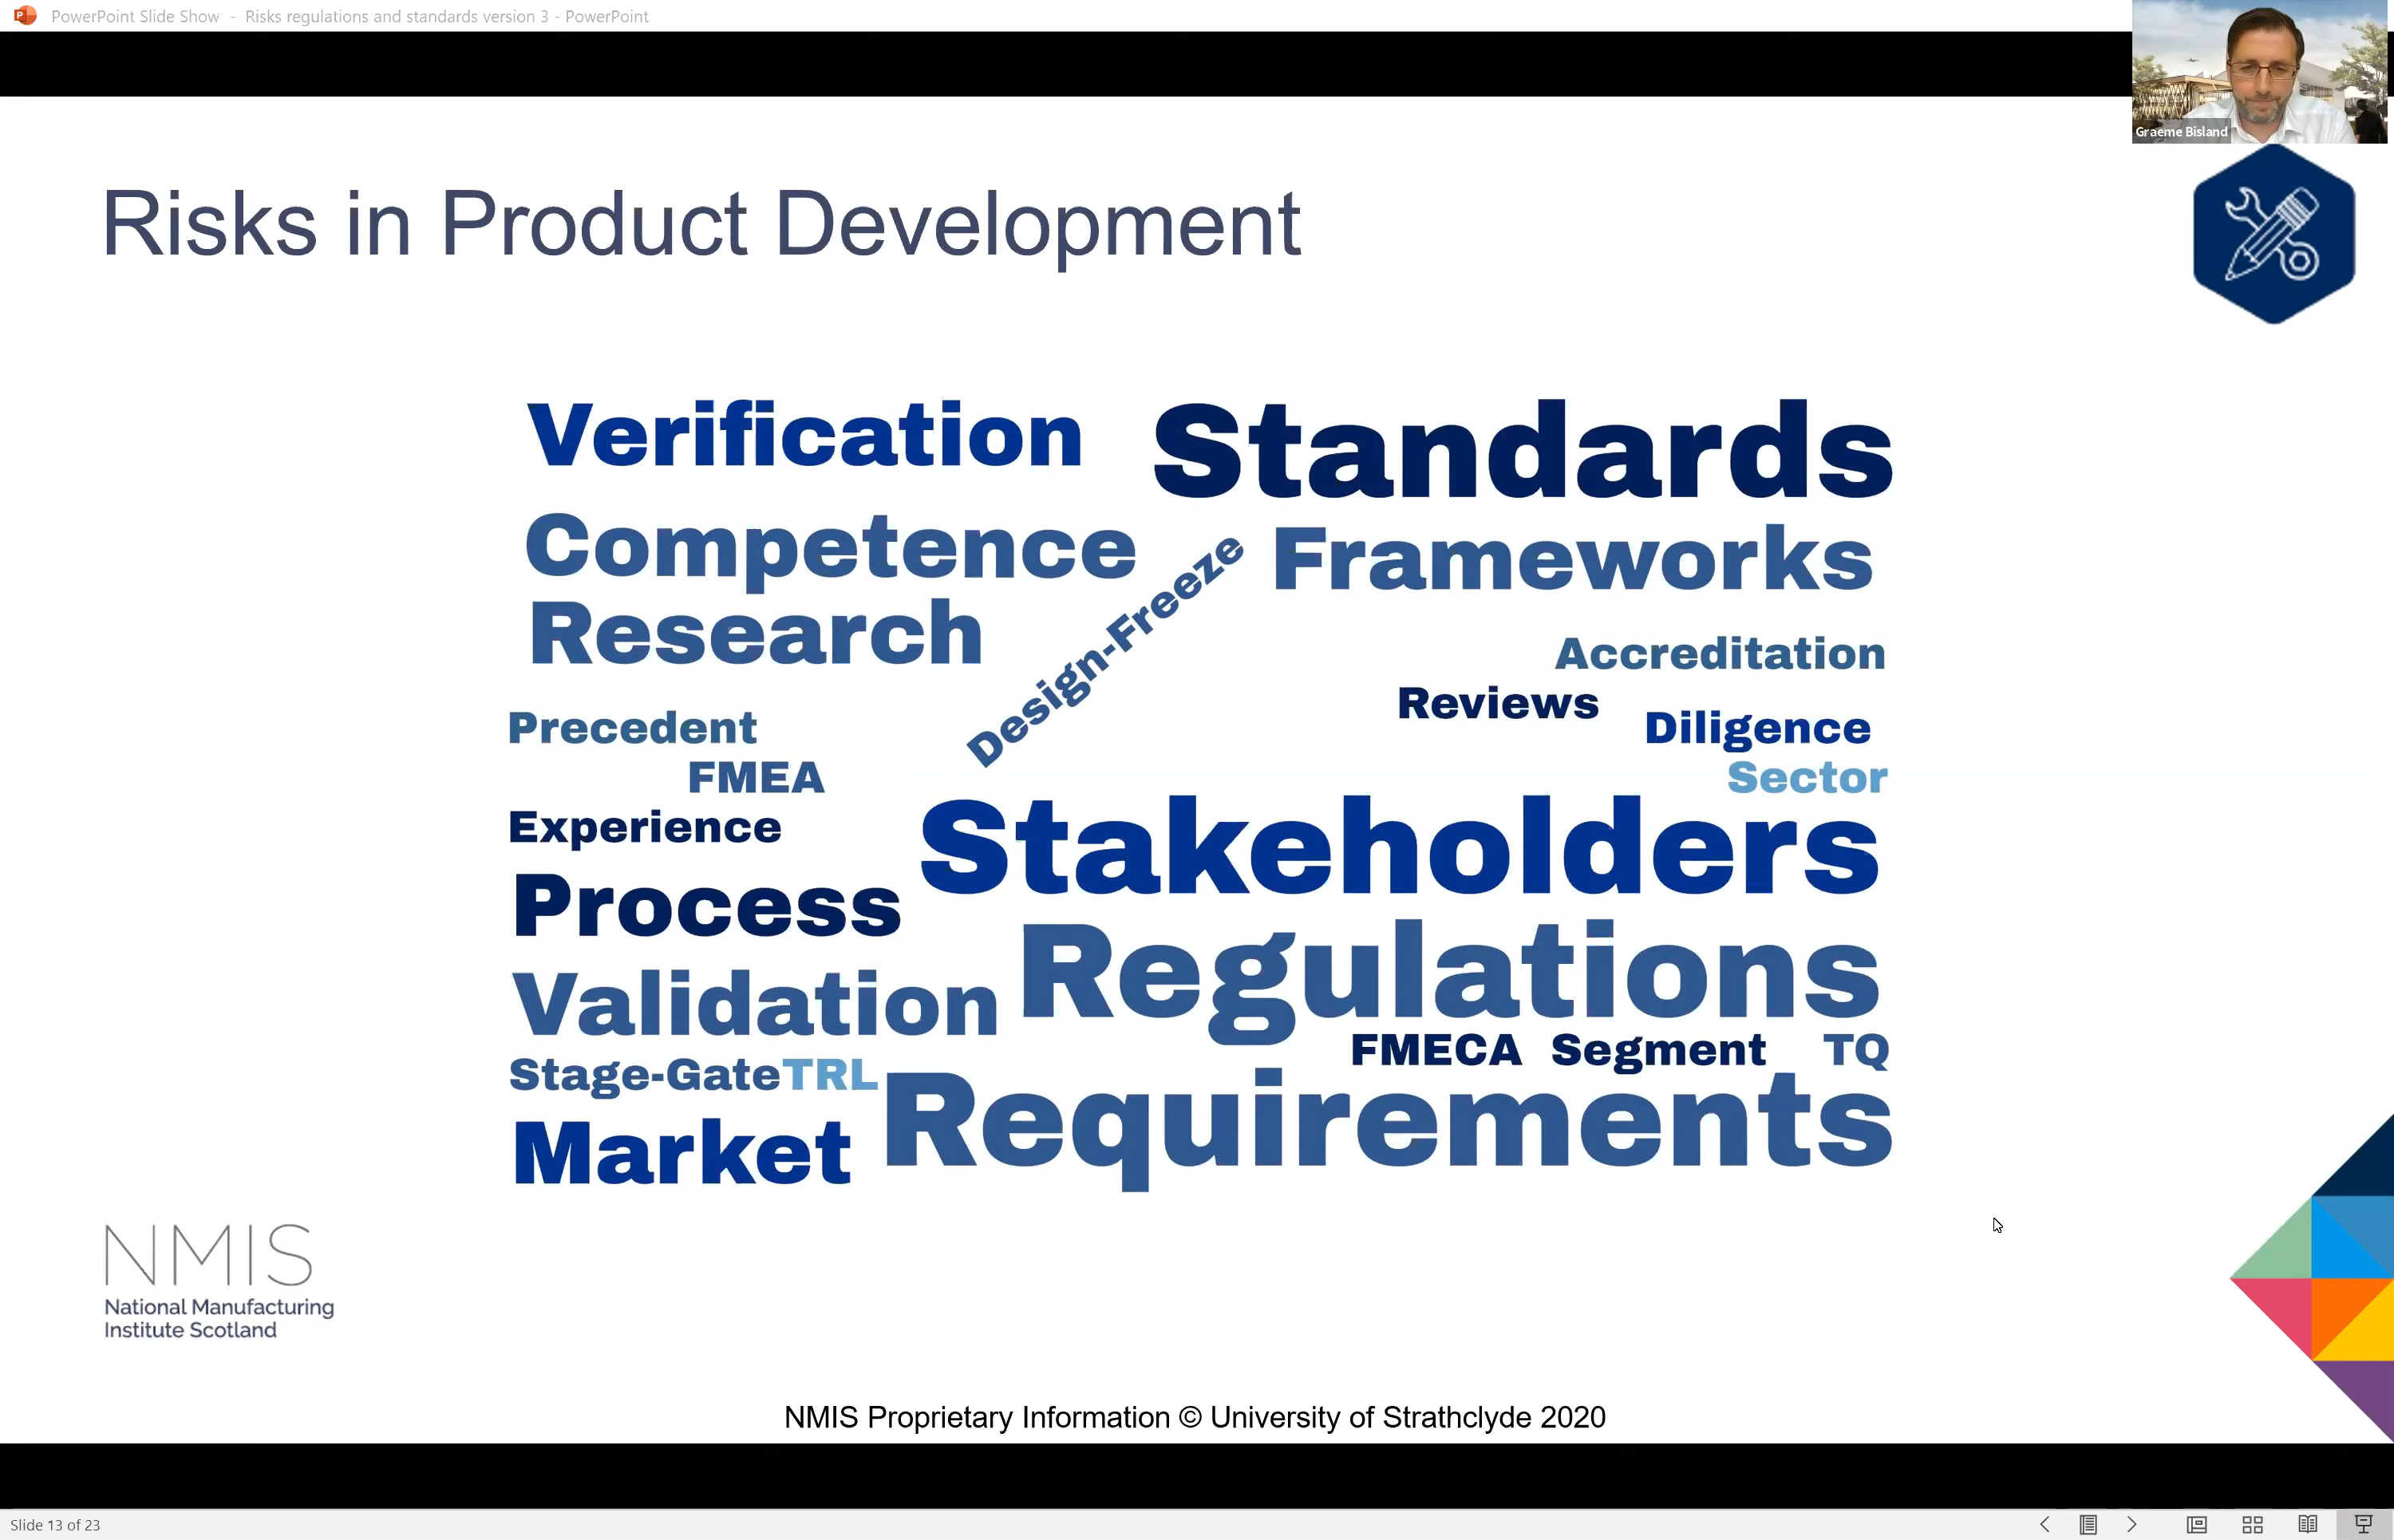 PowerPoint Slide Show - Risks regulations and standards version 3 - PowerPoint
Graeme Bisland
Risks in Product Development
Verification
Standards
Competence
Frameworks
Research
Design-Freeze
Accreditation
Reviews
Precedent
Diligence
FMEA
Sector
Experience
Stakeholders
Process
Regulations
Validation
FMECA Segment TQ
Stage-Gate TRL
Requirements
Market
NMIS
National Manufacturing
Institute Scotland
NMIS Proprietary Information © University of Strathclyde 2020
Slide 13 of 23